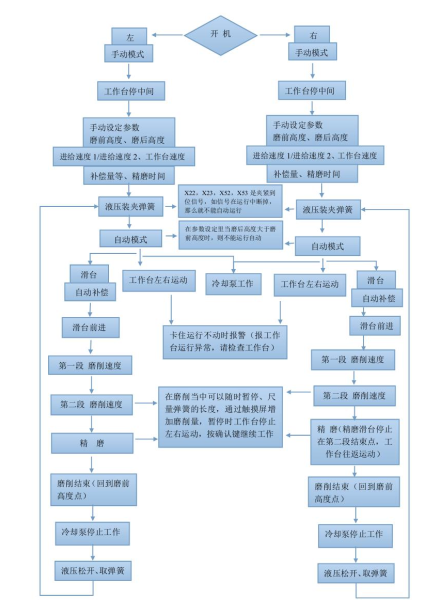 开 机
左
手动模式
右
手动模式
工作台停中间
工作台停中间
手动设定参数
磨前高度、磨后高度
手动设定参数
磨前高度、磨后高度
进给速度1/进给速度2、工作台速度
进给速度1/进给速度2、工作台速度
补偿量等、精磨时间
补偿量、精磨时间
液压装夹弹簧
X22、X23、X52、X53 是夹紧到
位信号，如信号在运行中断掉，
那么就不能自动运行
液压装夹弹簧
自动模式
在参数设定里当磨后高度大于磨
前高度时，则不能运行自动
自动模式
滑台
自动补偿
工作台左右运动
冷却泵工作
工作台左右运动
滑台
自动补偿
滑台前进
滑台前进
卡住运行不动时报警（报工作
台运行异常，请检查工作台）
第一段 磨削速度
第一段 磨削速度
第二段 磨削速度
在磨削当中可以随时暂停、尺
量弹簧的长度，通过触摸屏增
加磨削量，暂停时工作台停止
左右运动，按确认键继续工作
第二段 磨削速度
精 磨
精 磨（精磨滑台停止
在第二段结束点，工
作台往返运动）
磨削结束（回到磨前
高度点）
磨削结束（回到磨前
高度点）
冷却泵停止工作
冷却泵停止工作
液压松开、取弹簧
液压松开、取弹簧